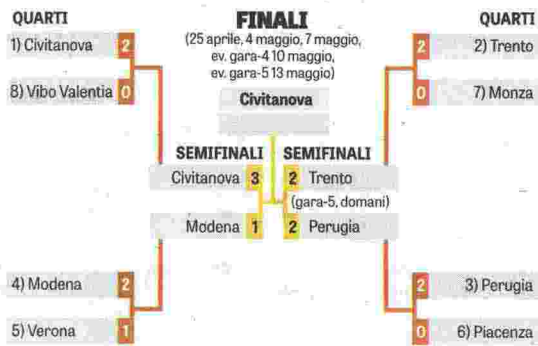 QUARTI
1) Civitanova 2
8) Vibo Valentia 0
FINALI
(25 aprile, 4 maggio, 7 maggio,
ev. gara-4 10 maggio,
ev. gara-5 13 maggio)
Civitanova
QUARTI
2 2) Trento
0 7) Monza
SEMIFINALI
Civitanova 3
Modena 1
SEMIFINALI
2 Trento
(gara-5, domani)
2 Perugia
4) Modena 2
5) Verona 1
2 3) Perugia
0 6) Piacenza